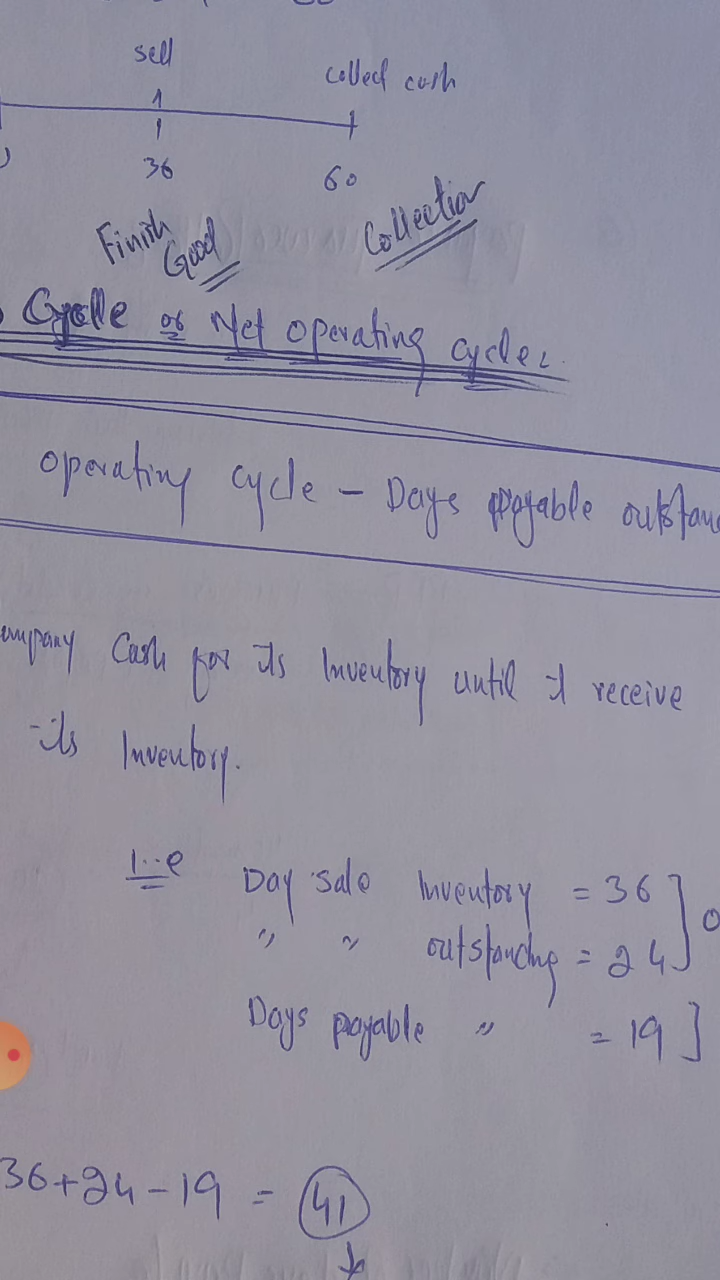 sell
collect cash
36
60
Finish Good
Collection
Cycle or Net operating cycle:
operating cycle - Days payable outstand
ompany Cash for its Inventory until it receive
its Inventory.
i.e Day sale Inventory = 36 ]
" " outstanding = 24 ]
Days payable " = 19 ]
36+24-19 = 41